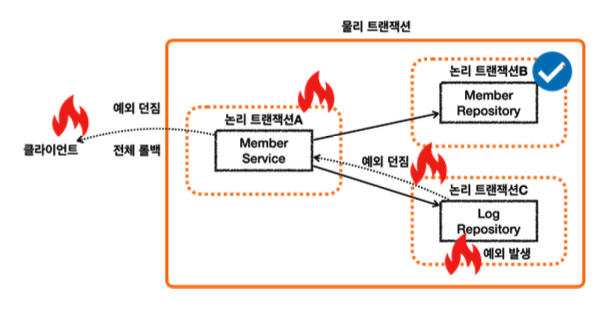 물리 트랜잭션
논리 트랜잭션B
Member
Repository
예외 던짐
논리 트랜잭션A
클라이언트
전체 롤백
Member
Service
예외 던짐
논리 트랜잭션C
Log
Repository
예외 발생